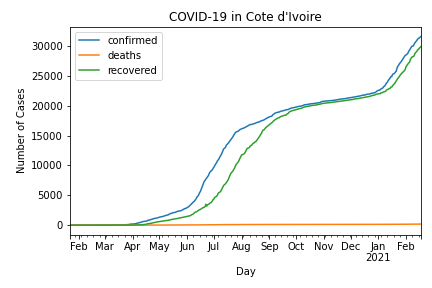 COVID-19 in Cote d'Ivoire
confirmed
deaths
recovered
Number of Cases
30000
25000
20000
15000
10000
5000
0
Feb Mar Apr May Jun Jul Aug Sep Oct Nov Dec Jan Feb
2021
Day